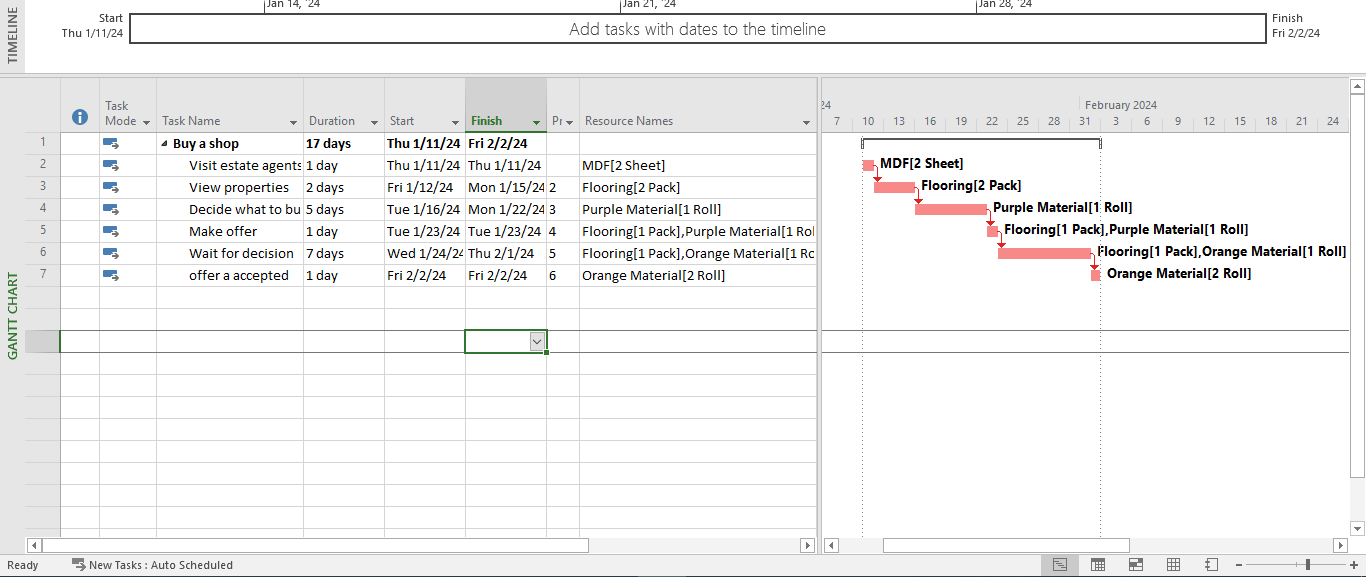 Jan 14, '24 Jan 21, '24 Jan 28, '24
TIMELINE
Start
Thu 1/11/24
Add tasks with dates to the timeline
Finish
Fri 2/2/24
GANTT CHART
Task Mode Task Name Duration Start Finish Pr Resource Names
24 February 2024
7 10 13 16 19 22 25 28 31 3 6 9 12 15 18 21 24
1 Buy a shop 17 days Thu 1/11/24 Fri 2/2/24
2 Visit estate agents 1 day Thu 1/11/24 Thu 1/11/24 MDF[2 Sheet] MDF[2 Sheet]
3 View properties 2 days Fri 1/12/24 Mon 1/15/24 2 Flooring[2 Pack] Flooring[2 Pack]
4 Decide what to bu 5 days Tue 1/16/24 Mon 1/22/24 3 Purple Material[1 Roll] Purple Material[1 Roll]
5 Make offer 1 day Tue 1/23/24 Tue 1/23/24 4 Flooring[1 Pack],Purple Material[1 Rol Flooring[1 Pack],Purple Material[1 Roll]
6 Wait for decision 7 days Wed 1/24/24 Thu 2/1/24 5 Flooring[1 Pack],Orange Material[1 Ro Flooring[1 Pack],Orange Material[1 Roll]
7 offer a accepted 1 day Fri 2/2/24 Fri 2/2/24 6 Orange Material[2 Roll] Orange Material[2 Roll]
Ready New Tasks : Auto Scheduled